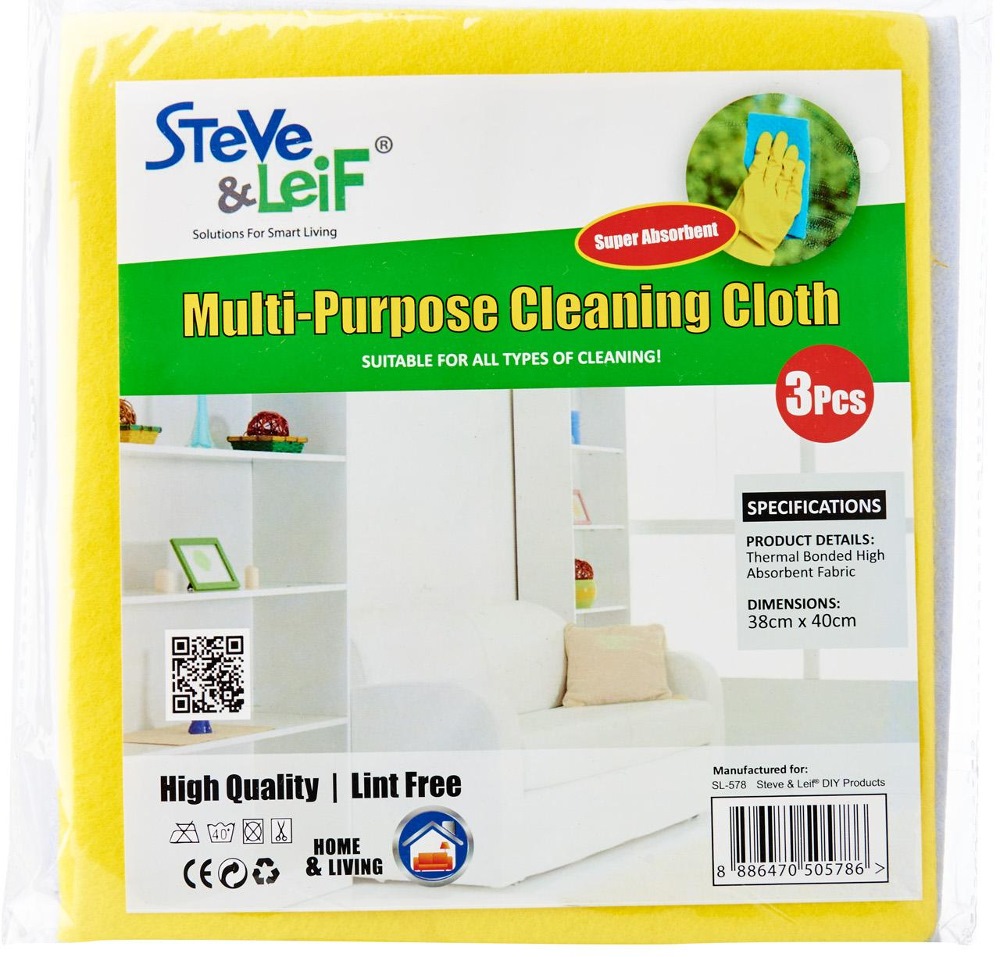 Steve
& Leif®
Solutions For Smart Living
Super Absorbent
Multi-Purpose Cleaning Cloth
SUITABLE FOR ALL TYPES OF CLEANING!
3Pcs
SPECIFICATIONS
PRODUCT DETAILS:
Thermal Bonded High
Absorbent Fabric
DIMENSIONS:
38cm x 40cm
High Quality | Lint Free
40°
CE
HOME
& LIVING
Manufactured for:
SL-578 Steve & Leif® DIY Products
8 886470 505786 >